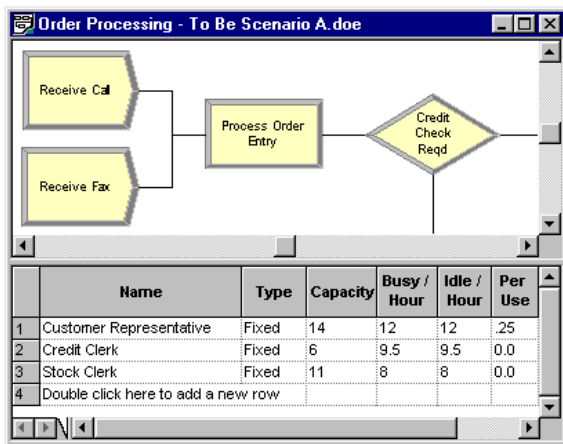 Order Processing - To Be Scenario A.doe
Receive Call
Receive Fax
Process Order
Entry
Credit
Check
Reqd
Name Type Capacity Busy / Hour Idle / Hour Per Use
1 Customer Representative Fixed 14 12 12 .25
2 Credit Clerk Fixed 6 9.5 9.5 0.0
3 Stock Clerk Fixed 11 8 8 0.0
4 Double click here to add a new row